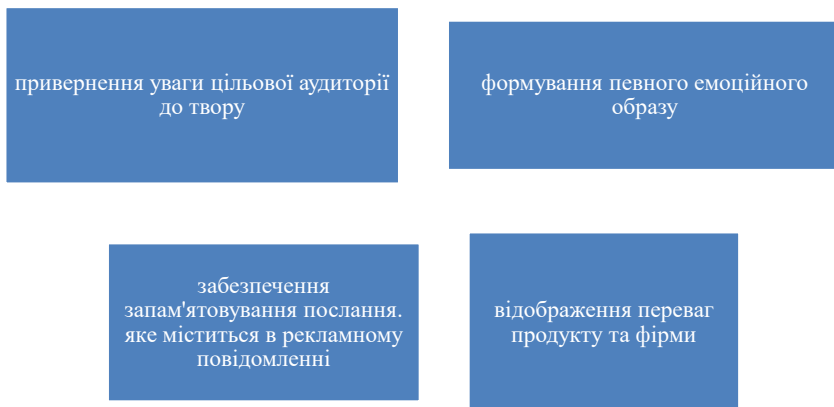 привернення уваги цільової аудиторії
до твору
формування певного емоційного
образу
забезпечення
запам'ятовування послання.
яке міститься в рекламному
повідомленні
відображення переваг
продукту та фірми